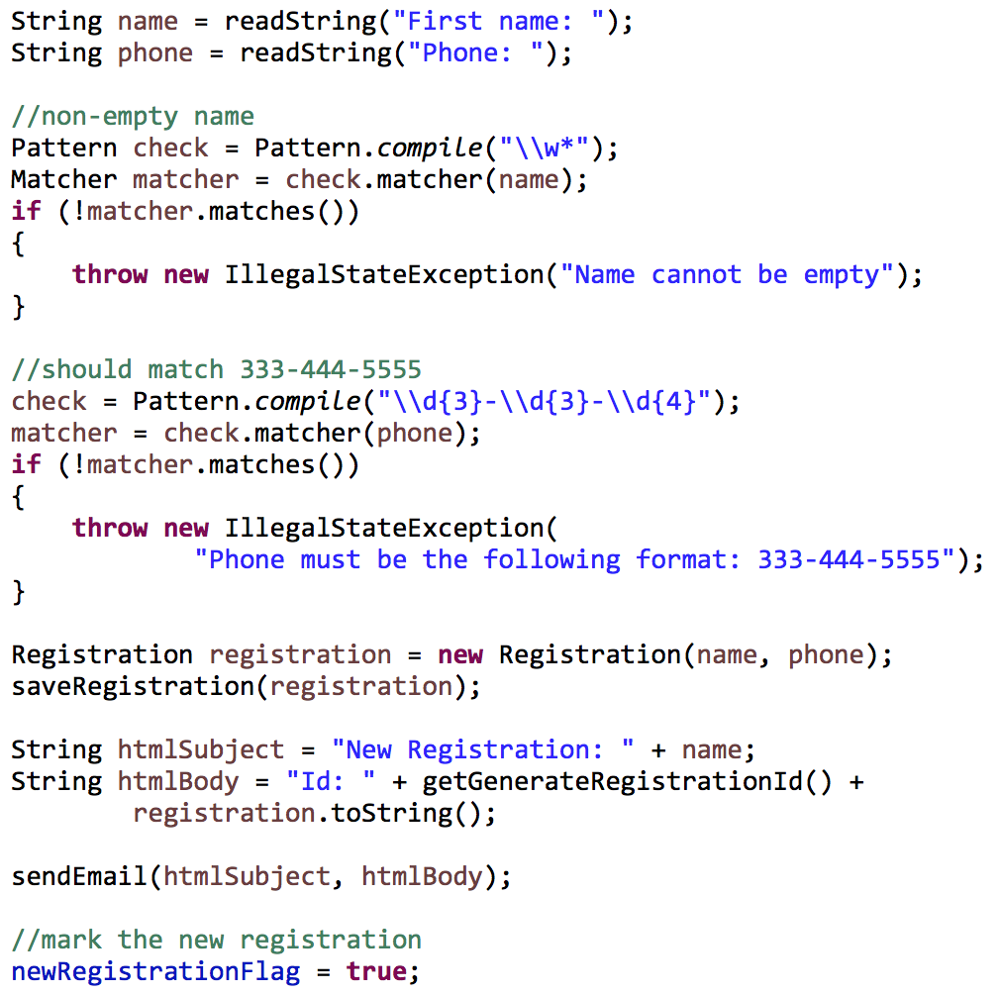 String name = readString("First name: ");
String phone = readString("Phone: ");

//non-empty name
Pattern check = Pattern.compile("\\w*");
Matcher matcher = check.matcher(name);
if (!matcher.matches())
{
    throw new IllegalStateException("Name cannot be empty");
}

//should match 333-444-5555
check = Pattern.compile("\\d{3}-\\d{3}-\\d{4}");
matcher = check.matcher(phone);
if (!matcher.matches())
{
    throw new IllegalStateException(
            "Phone must be the following format: 333-444-5555");
}

Registration registration = new Registration(name, phone);
saveRegistration(registration);

String htmlSubject = "New Registration: " + name;
String htmlBody = "Id: " + getGenerateRegistrationId() +
        registration.toString();

sendEmail(htmlSubject, htmlBody);

//mark the new registration
newRegistrationFlag = true;